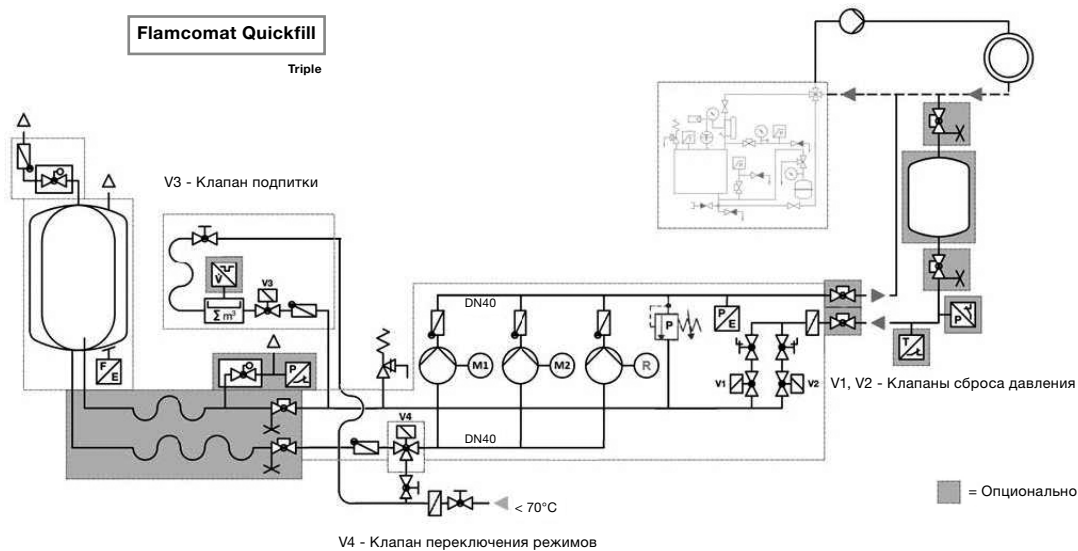 Flamcomat Quickfill
Triple
V3 - Клапан подпитки
V
V3
Σ m³
DN40
P
E
P
P
T
F
E
P
M1
M2
R
V1
V2
V1, V2 - Клапаны сброса давления
V4
DN40
= Опционально
< 70°C
V4 - Клапан переключения режимов